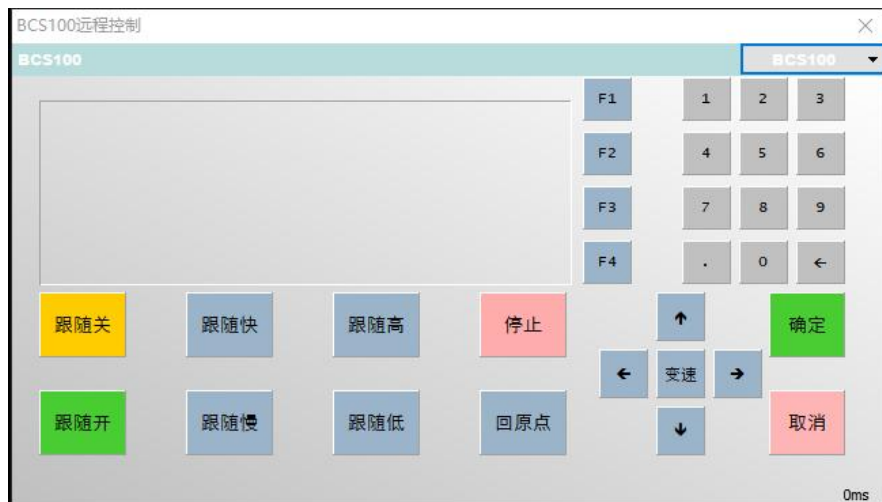 BCS100远程控制
BCS100
BCS100
F1 1 2 3
F2 4 5 6
F3 7 8 9
F4 . 0 ←
跟随关 跟随快 跟随高 停止 ↑ 确定
← 变速 →
跟随开 跟随慢 跟随低 回原点 ↓ 取消
0ms